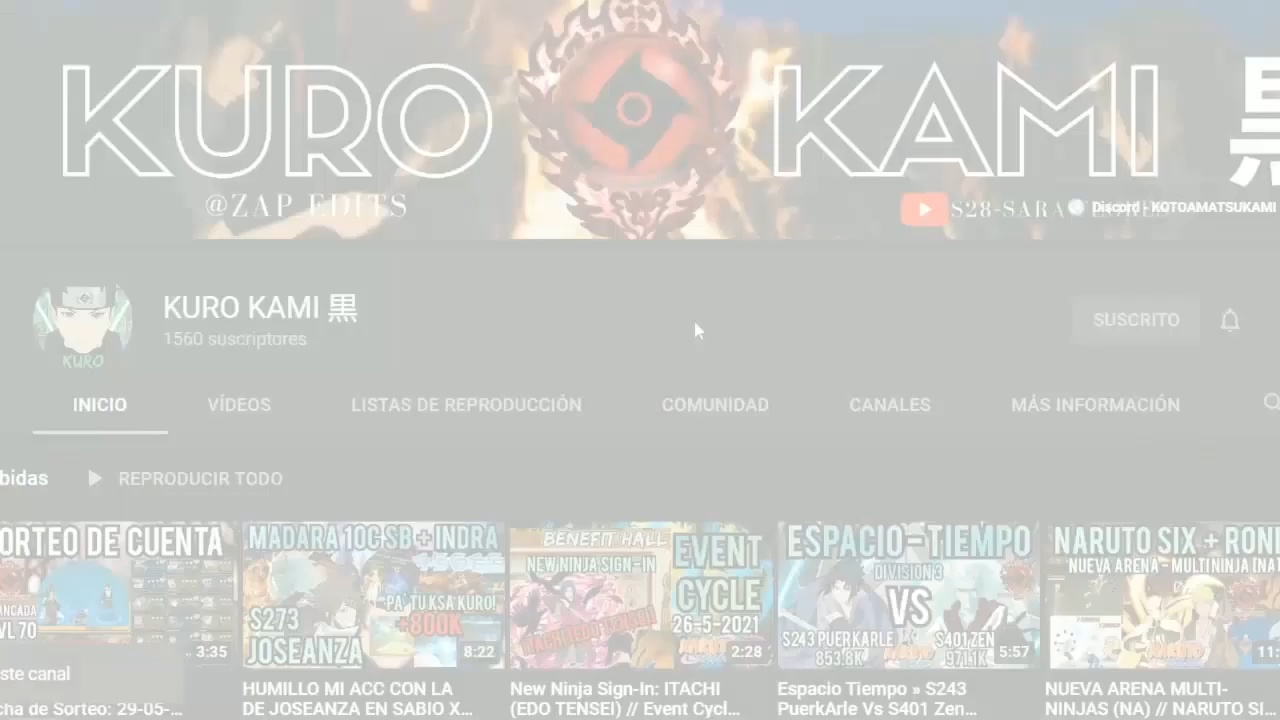 KURO KAMI 黒
@ZAP EDITS
S28-SARA
Discord - KOTOAMATSUKAMI
KURO KAMI 黒
1560 suscriptores
KURO
SUSCRITO
INICIO VÍDEOS LISTAS DE REPRODUCCIÓN COMUNIDAD CANALES MÁS INFORMACIÓN
bidas REPRODUCIR TODO
ORTEO DE CUENTA
ANCADA
VL 70
3:35
MADARA 10C SB + INDRA
PA' TU KSA KURO!
+800K
S273
JOSEANZA
8:22
BENEFIT HALL
NEW NINJA SIGN-IN
EVENT
CYCLE
26-5-2021
2:28
ESPACIO-TIEMPO
DIVISION 3
VS
S243 PUERKARLE
853.8K
S401 ZEN
971.1K
5:57
NARUTO SIX + RONI
NUEVA ARENA - MULTININJA (NA)
11:
ste canal
cha de Sorteo: 29-05-...
HUMILLO MI ACC CON LA
DE JOSEANZA EN SABIO X...
New Ninja Sign-In: ITACHI
(EDO TENSEI) // Event Cycl...
Espacio Tiempo » S243
PuerkArle Vs S401 Zen...
NUEVA ARENA MULTI-
NINJAS (NA) // NARUTO SI...